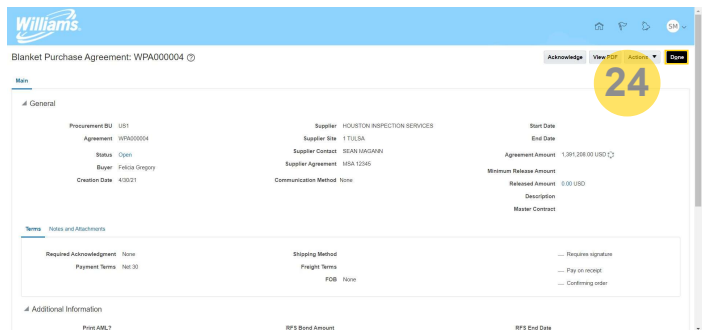 Williams.
SM
Blanket Purchase Agreement: WPA000004
Acknowledge View PDF Actions Done
24
Main
General
Procurement BU US1 Supplier HOUSTON INSPECTION SERVICES Start Date
Agreement WPA000004 Supplier Site 1 TULSA End Date
Status Open Supplier Contact SEAN MAGANN Agreement Amount 1,391,208.00 USD
Buyer Felicia Gregory Supplier Agreement MSA 12345 Minimum Release Amount
Creation Date 4/30/21 Communication Method None Released Amount 0.00 USD
Description
Master Contract
Terms Notes and Attachments
Required Acknowledgment None Shipping Method Requires signature
Payment Terms Net 30 Freight Terms Pay on receipt
FOB None Confirming order
Additional Information
Print AML? RFS Bond Amount RFS End Date